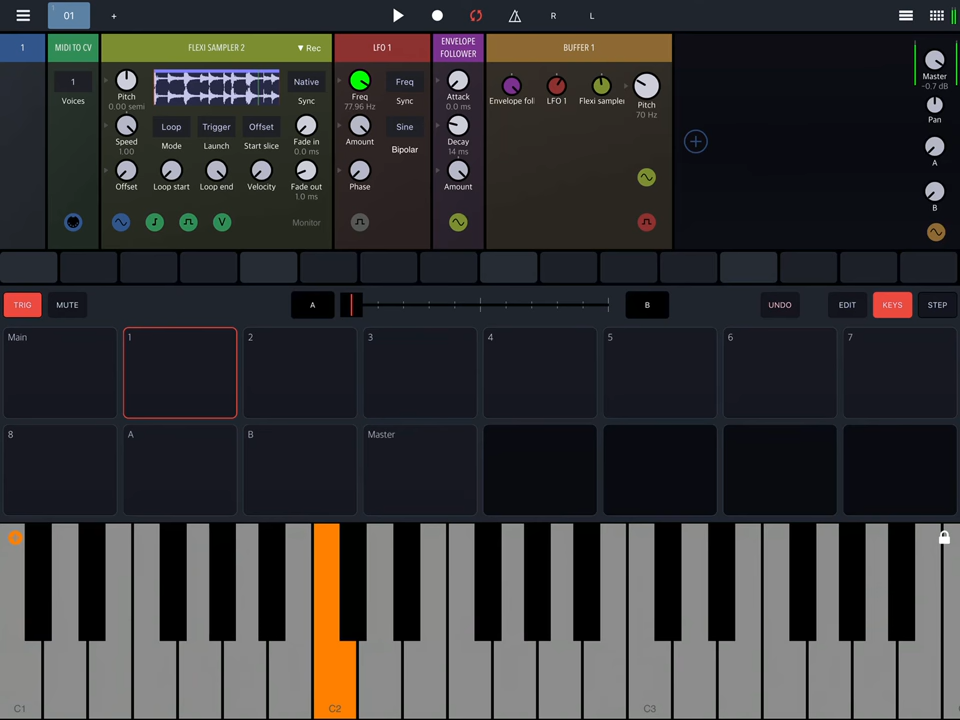 01
+
R
L
1
MIDI TO CV
FLEXI SAMPLER 2
▼ Rec
LFO 1
ENVELOPE
FOLLOWER
BUFFER 1
1
Voices
Pitch
0.00 semi
Native
Sync
Freq
77.96 Hz
Freq
Sync
Attack
0.0 ms
Envelope foll
LFO 1
Flexi sampler
Pitch
70 Hz
Master
-0.7 dB
Pan
Speed
1.00
Loop
Mode
Trigger
Launch
Offset
Start slice
Fade in
0.0 ms
Amount
Sine
Bipolar
Decay
14 ms
A
Offset
Loop start
Loop end
Velocity
Fade out
1.0 ms
Phase
Amount
B
V
Monitor
TRIG
MUTE
A
B
UNDO
EDIT
KEYS
STEP
Main
1
2
3
4
5
6
7
8
A
B
Master
C1
C2
C3